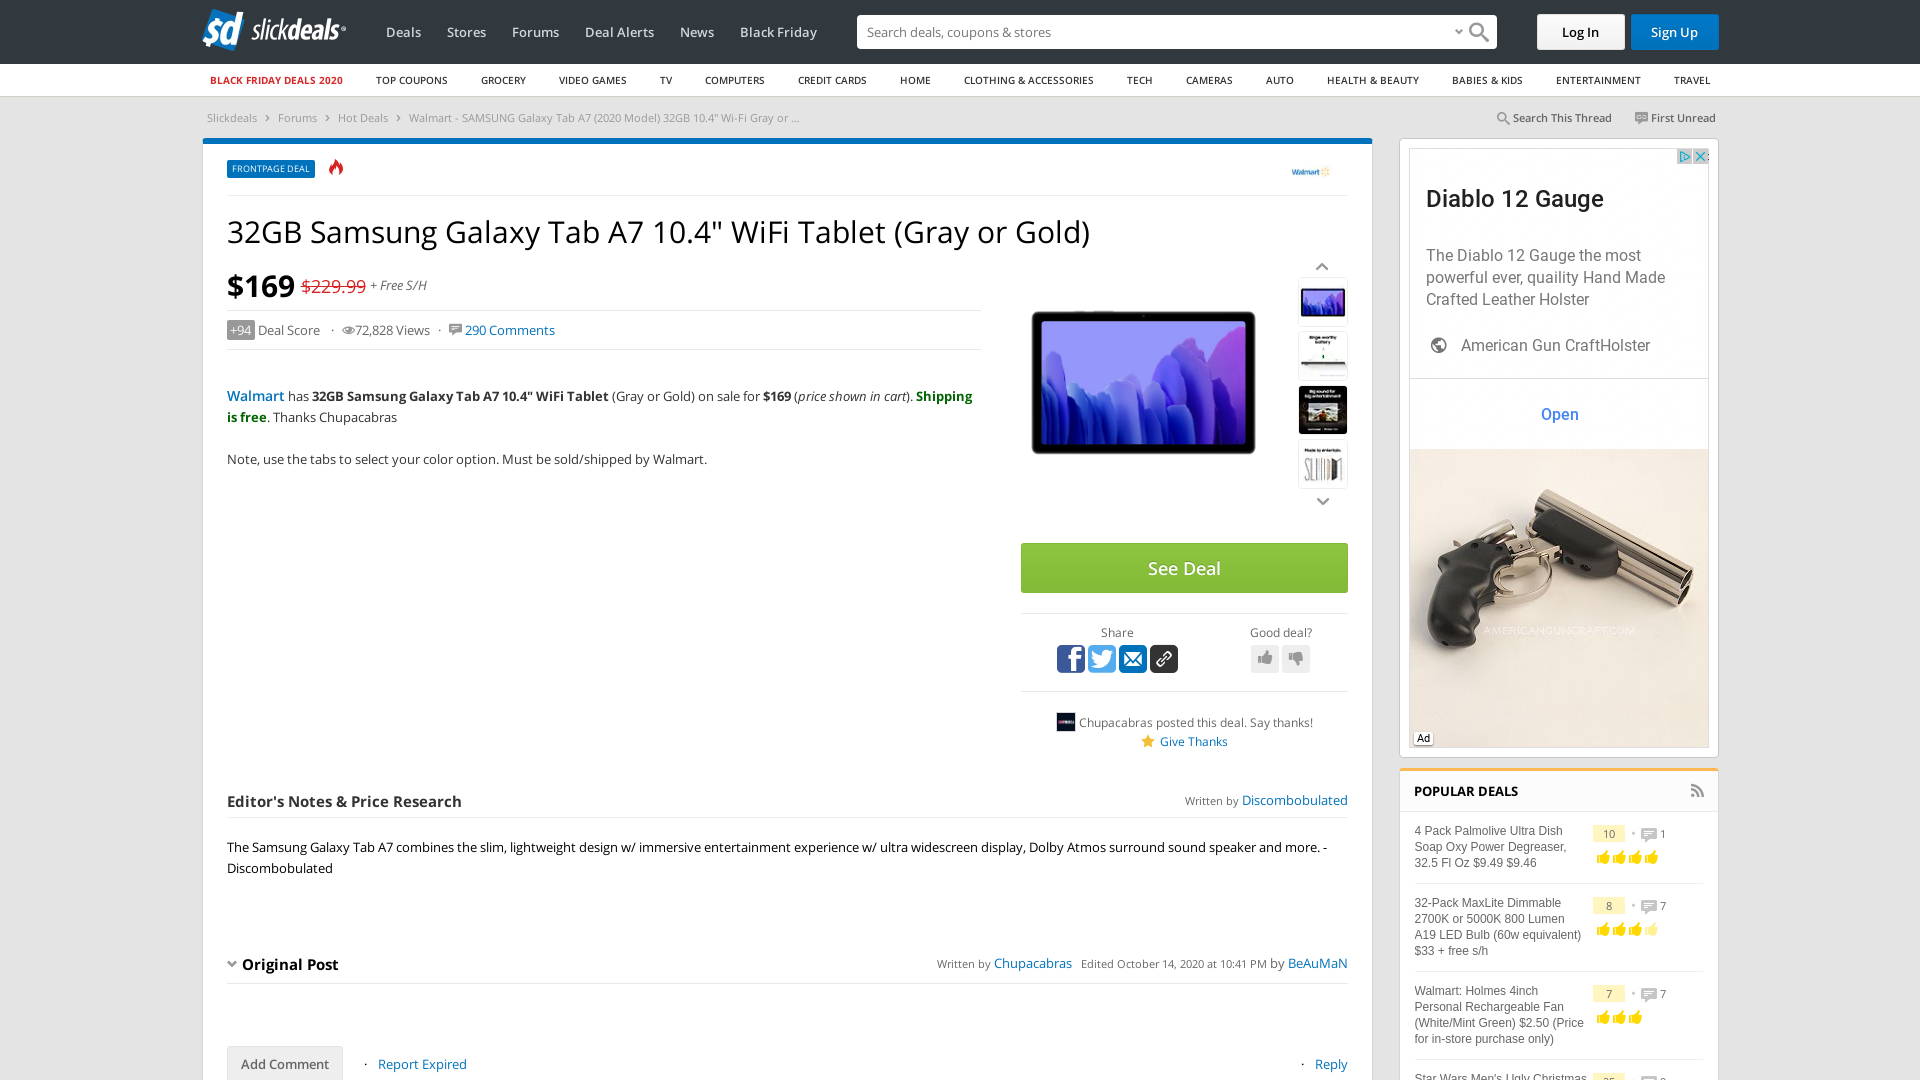 sd slickdeals
Deals Stores Forums Deal Alerts News Black Friday
Search deals, coupons & shopping
Log In
Sign Up
BLACK FRIDAY DEALS 2020 TOP COUPONS GROCERY VIDEO GAMES TV COMPUTERS CREDIT CARDS HOME CLOTHING & ACCESSORIES TECH CAMERAS AUTO HEALTH & BEAUTY BABIES & KIDS ENTERTAINMENT TRAVEL
Slickdeals › Forums › Hot Deals › Walmart - SAMSUNG Galaxy Tab A7 (2020 Model) 32GB 10.4" Wi-Fi Gray or ...
Search This Thread
First Unread
FRONTPAGE DEAL
Walmart
32GB Samsung Galaxy Tab A7 10.4" WiFi Tablet (Gray or Gold)
$169 $229.99 + Free S/H
+94 Deal Score · 72,828 Views · 290 Comments
Walmart has 32GB Samsung Galaxy Tab A7 10.4" WiFi Tablet (Gray or Gold) on sale for $169 (price shown in cart). Shipping
is free. Thanks Chupacabras
Note, use the tabs to select your color option. Must be sold/shipped by Walmart.
Binge-worthy
battery
Big sound for
big entertainment
See Deal
Share
Good deal?
Chupacabras posted this deal. Say thanks!
Give Thanks
Editor's Notes & Price Research
Written by Discombobulated
The Samsung Galaxy Tab A7 combines the slim, lightweight design w/ immersive entertainment experience w/ ultra widescreen display, Dolby Atmos surround sound speaker and more. -
Discombobulated
Original Post
Written by Chupacabras Edited October 14, 2020 at 10:41 PM by BeAuMaN
Add Comment · Report Expired
· Reply
Diablo 12 Gauge
The Diablo 12 Gauge the most
powerful ever, quaility Hand Made
Crafted Leather Holster
American Gun CraftHolster
Open
AMERICANGUNCRAFT.COM
Ad
POPULAR DEALS
4 Pack Palmolive Ultra Dish
Soap Oxy Power Degreaser,
32.5 Fl Oz $9.49 $9.46
10 • 1
32-Pack MaxLite Dimmable
2700K or 5000K 800 Lumen
A19 LED Bulb (60w equivalent)
$33 + free s/h
8 • 7
Walmart: Holmes 4inch
Personal Rechargeable Fan
(White/Mint Green) $2.50 (Price
for in-store purchase only)
7 • 7
Star Wars Men's Ugly Christmas